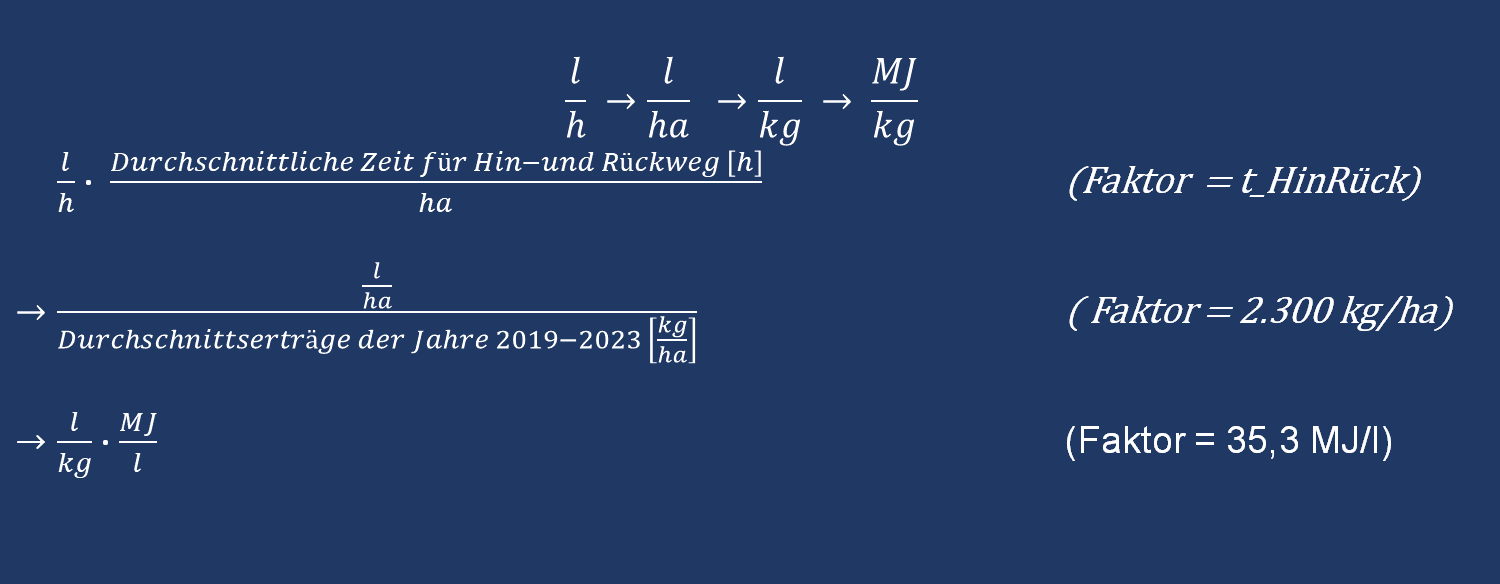 l/h → l/ha → l/kg → MJ/kg
l/h · Durchschnittliche Zeit für Hin−und Rückweg [h]/ha (Faktor = t_HinRück)
→ l/ha / Durchschnittserträge der Jahre 2019−2023 [kg/ha] ( Faktor = 2.300 kg/ha)
→ l/kg · MJ/l (Faktor = 35,3 MJ/l)